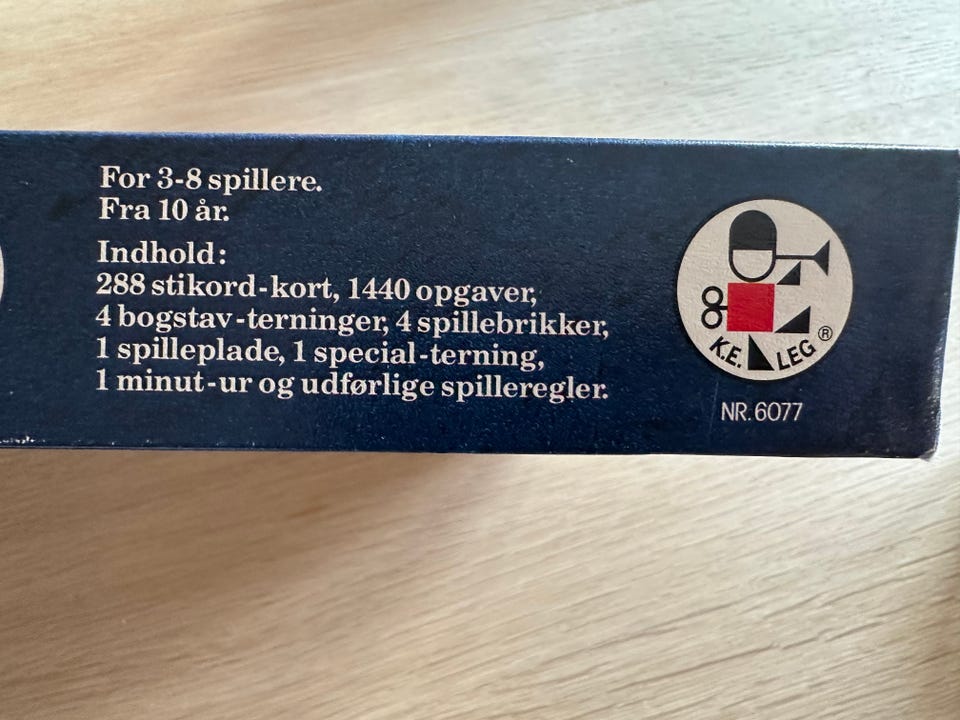 For 3-8 spillere.
Fra 10 år.
Indhold:
288 stikord-kort, 1440 opgaver,
4 bogstav-terninger, 4 spillebrikker,
1 spilleplade, 1 special-terning,
1 minut-ur og udførlige spilleregler.
K.E. LEG ®
NR. 6077